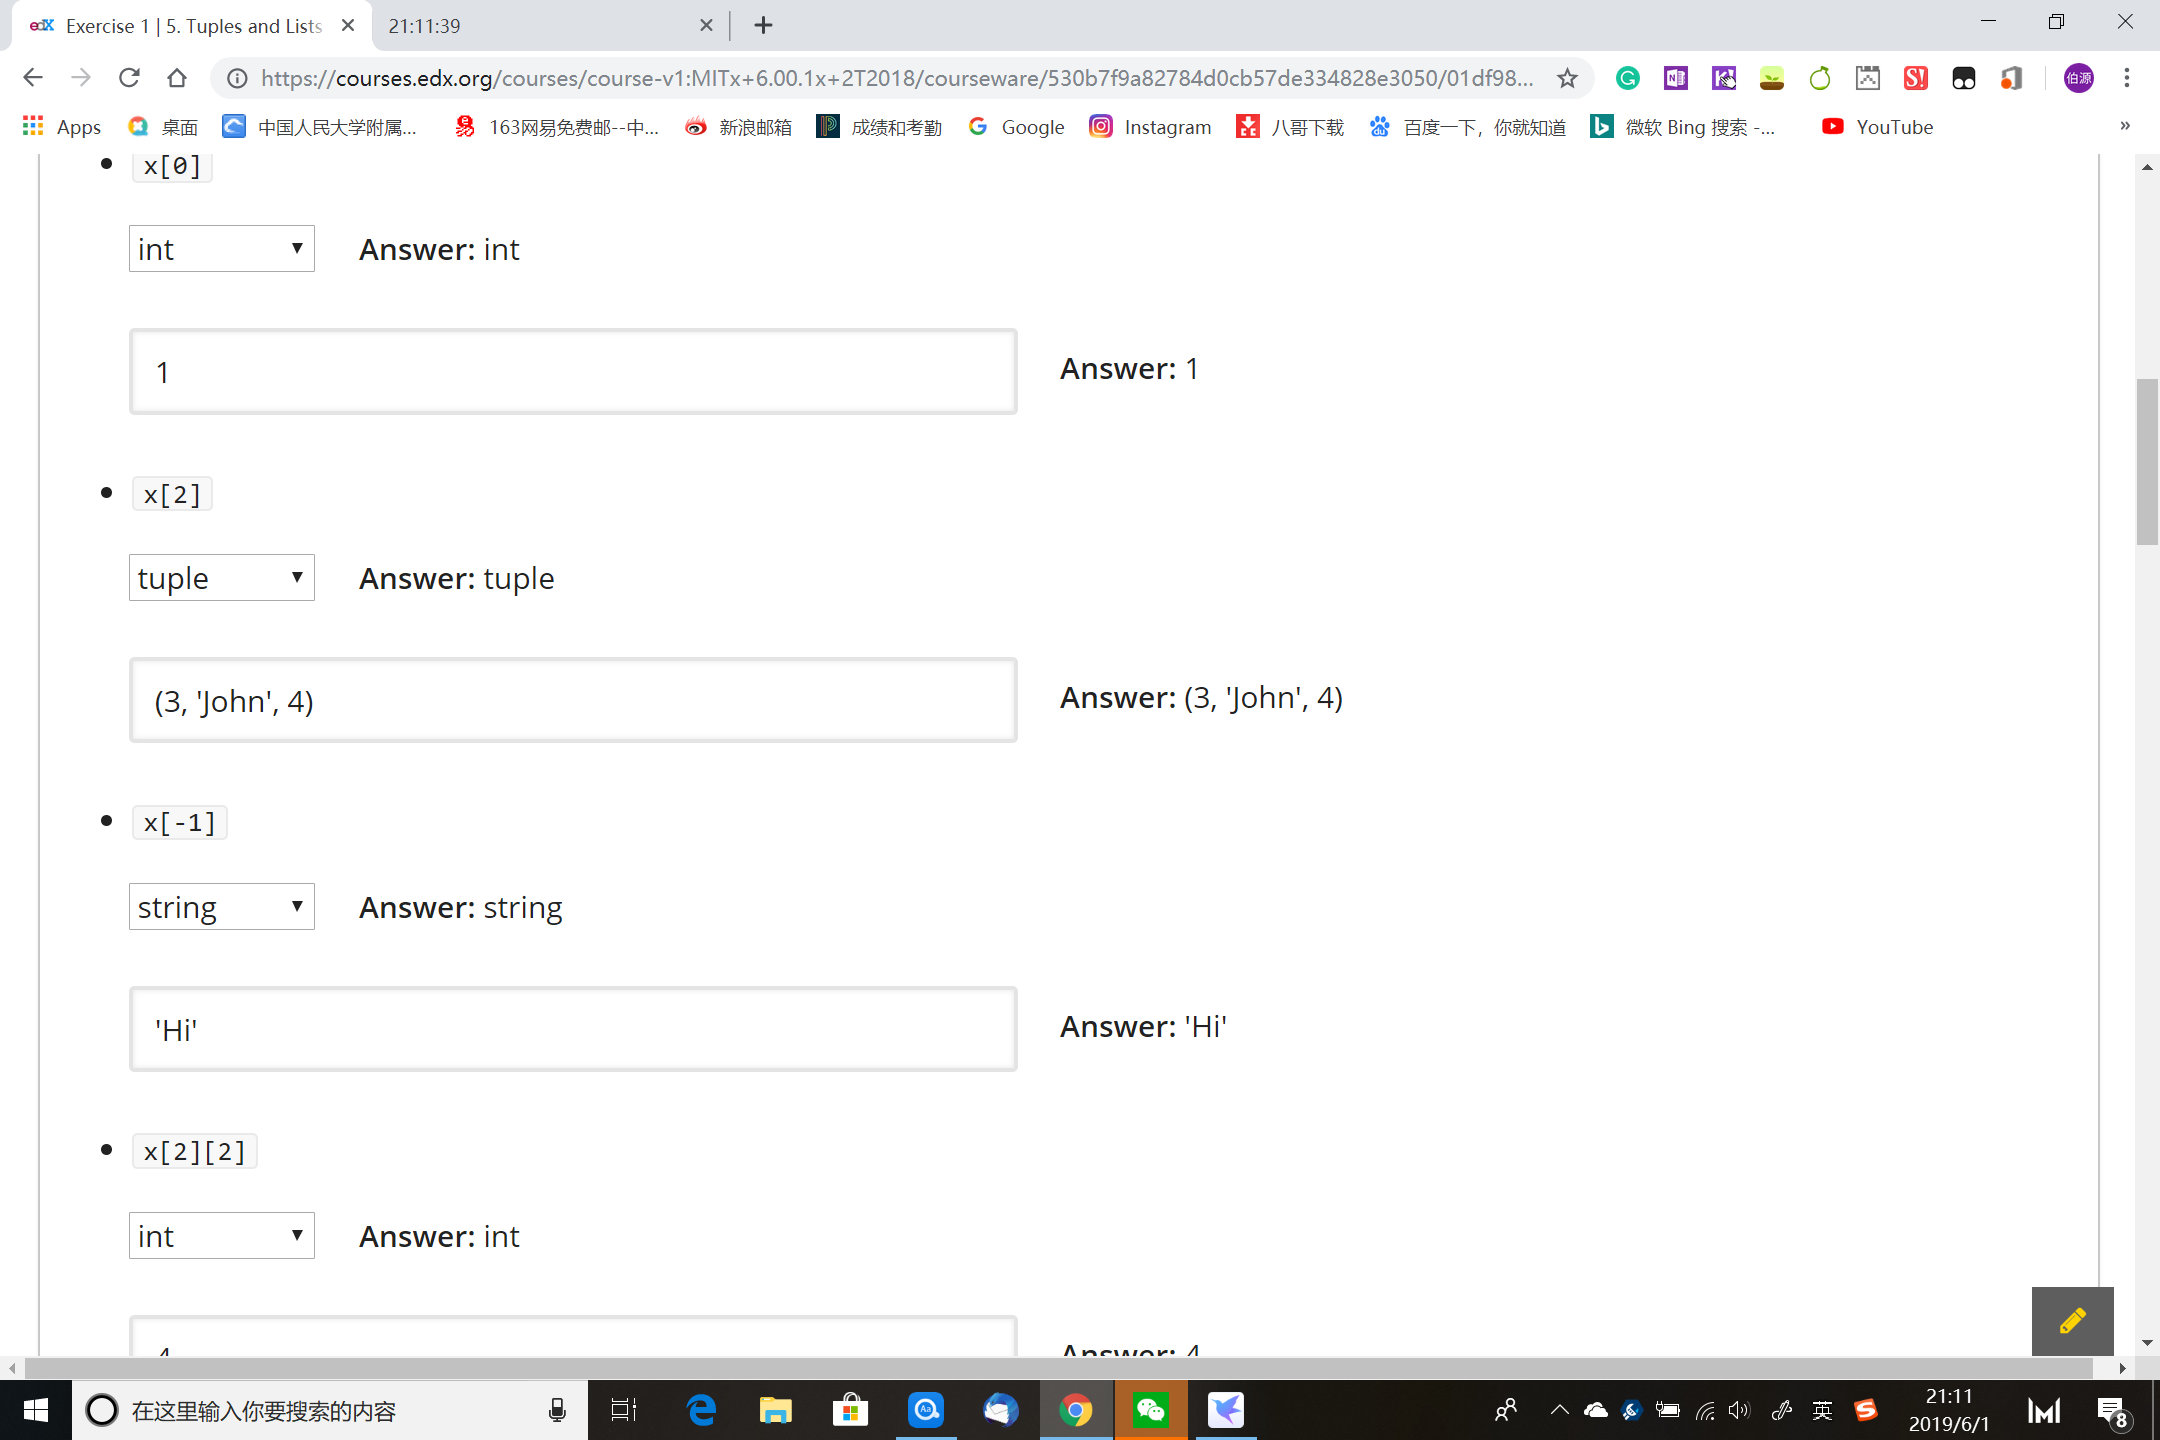 Exercise 1 | 5. Tuples and Lists
21:11:39
https://courses.edx.org/courses/course-v1:MITx+6.00.1x+2T2018/courseware/530b7f9a82784d0cb57de334828e3050/01df98...
伯源
Apps 桌面 中国人民大学附属... 163网易免费邮--中... 新浪邮箱 成绩和考勤 Google Instagram 八哥下载 百度一下，你就知道 微软 Bing 搜索 -... YouTube »
x[0]
int Answer: int
1 Answer: 1
x[2]
tuple Answer: tuple
(3, 'John', 4) Answer: (3, 'John', 4)
x[-1]
string Answer: string
'Hi' Answer: 'Hi'
x[2][2]
int Answer: int
4 Answer: 4
在这里输入你要搜索的内容
英
21:11
2019/6/1
8